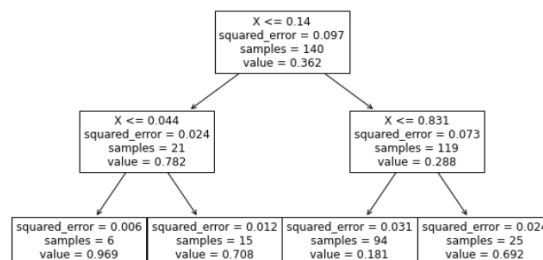 X <= 0.14
squared_error = 0.097
samples = 140
value = 0.362
X <= 0.044
squared_error = 0.024
samples = 21
value = 0.782
X <= 0.831
squared_error = 0.073
samples = 119
value = 0.288
squared_error = 0.006
samples = 6
value = 0.969
squared_error = 0.012
samples = 15
value = 0.708
squared_error = 0.031
samples = 94
value = 0.181
squared_error = 0.024
samples = 25
value = 0.692